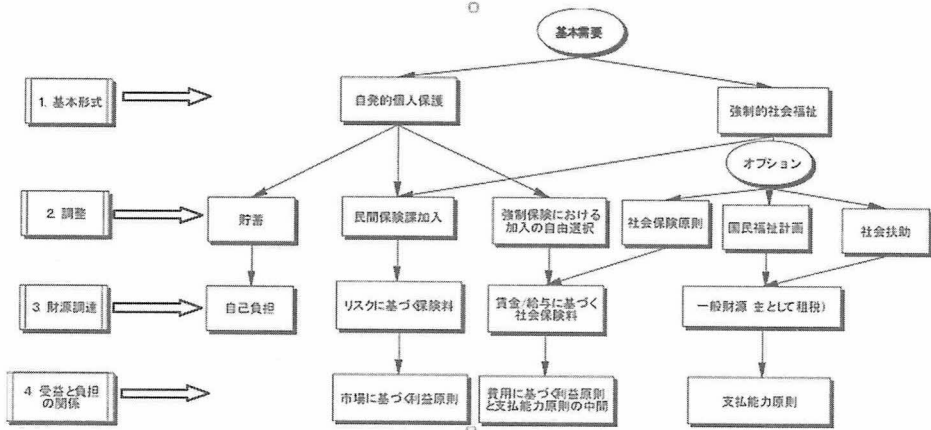 基本需要
1. 基本形式
自発的個人保護
強制的社会福祉
オプション
2. 調整
貯蓄
民間保険課加入
強制保険における
加入の自由選択
社会保険原則
国民福祉計画
社会扶助
3. 財源調達
自己負担
リスクに基づく保険料
賃金/給与に基づく
社会保険料
一般財源 主として租税)
4 受益と負担
の関係
市場に基づく利益原則
費用に基づく利益原則
と支払能力原則の中間
支払能力原則